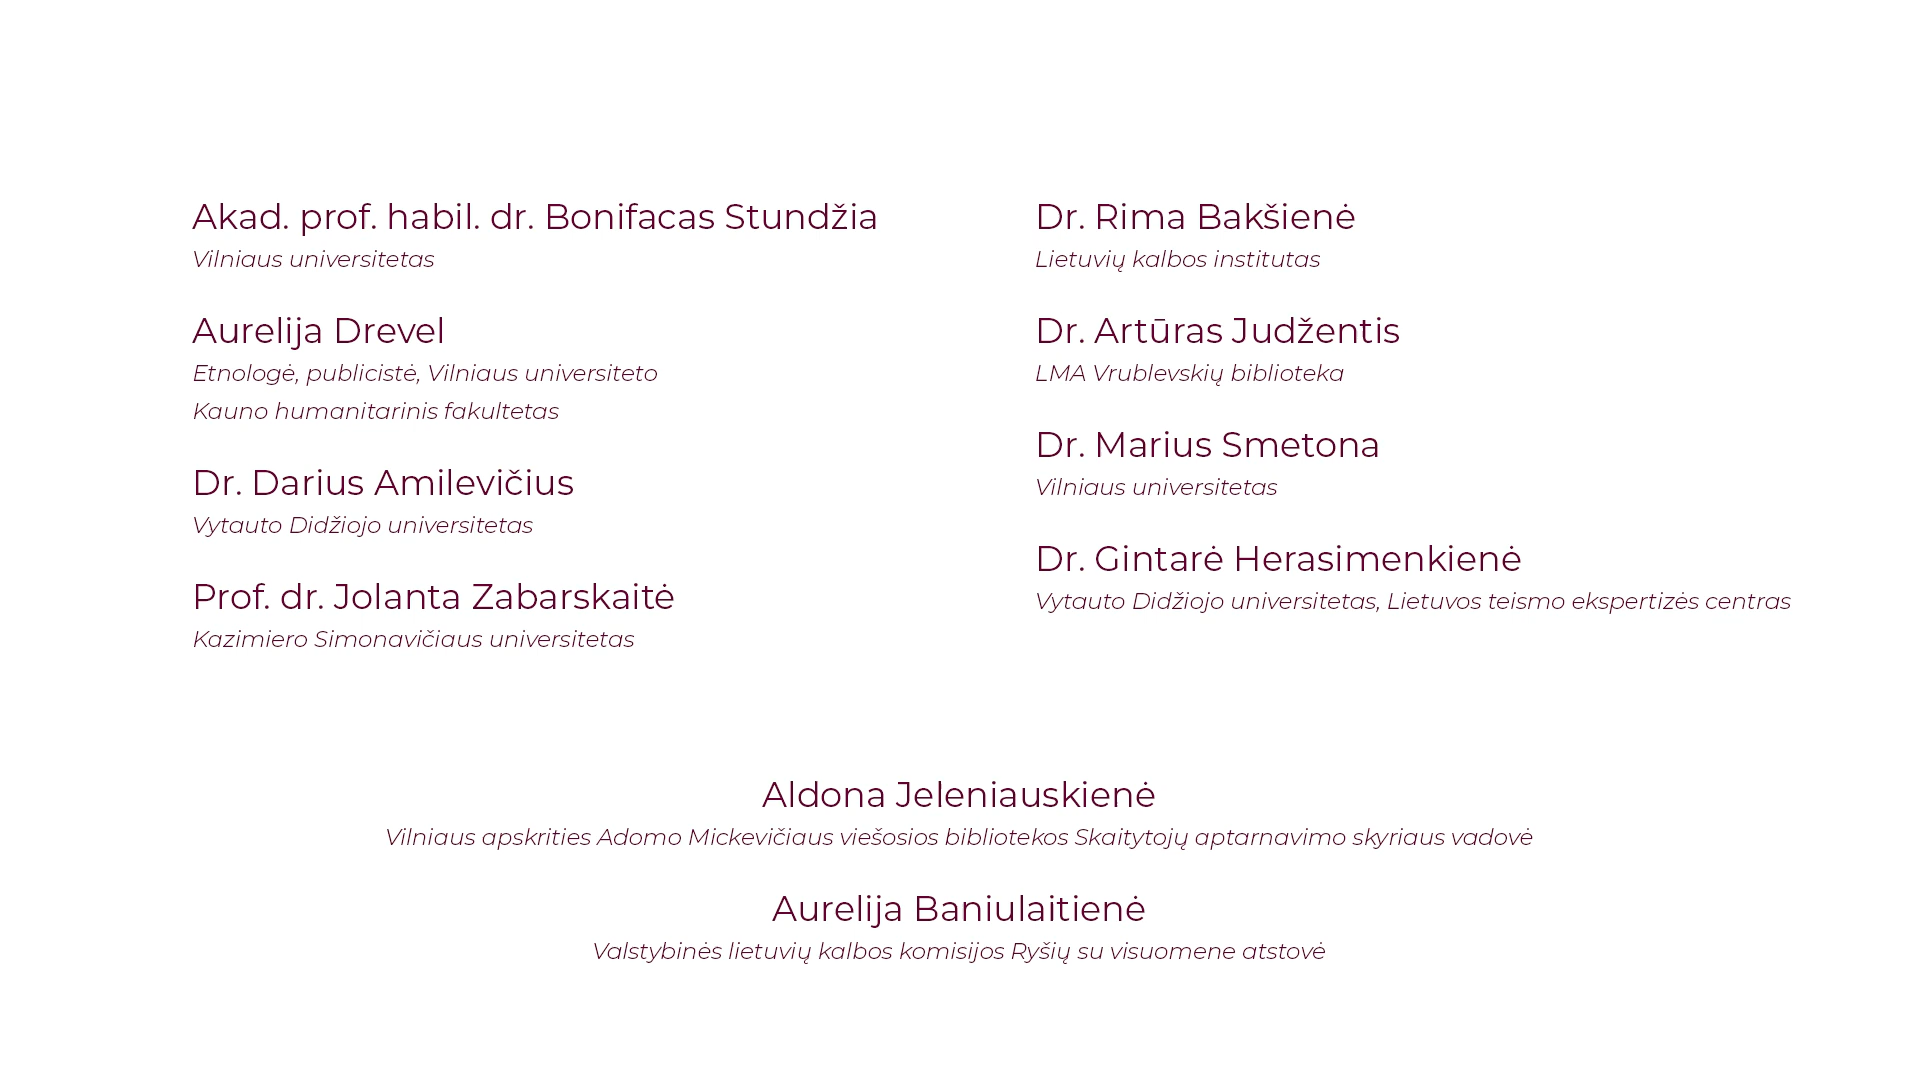 Akad. prof. habil. dr. Bonifacas Stundžia
Vilniaus universitetas
Aurelija Drevel
Etnologė, publicistė, Vilniaus universiteto
Kauno humanitarinis fakultetas
Dr. Darius Amilevičius
Vytauto Didžiojo universitetas
Prof. dr. Jolanta Zabarskaitė
Kazimiero Simonavičiaus universitetas
Dr. Rima Bakšienė
Lietuvių kalbos institutas
Dr. Artūras Judžentis
LMA Vrublevskių biblioteka
Dr. Marius Smetona
Vilniaus universitetas
Dr. Gintarė Herasimenkienė
Vytauto Didžiojo universitetas, Lietuvos teismo ekspertizės centras
Aldona Jeleniauskienė
Vilniaus apskrities Adomo Mickevičiaus viešosios bibliotekos Skaitytojų aptarnavimo skyriaus vadovė
Aurelija Baniulaitienė
Valstybinės lietuvių kalbos komisijos Ryšių su visuomene atstovė